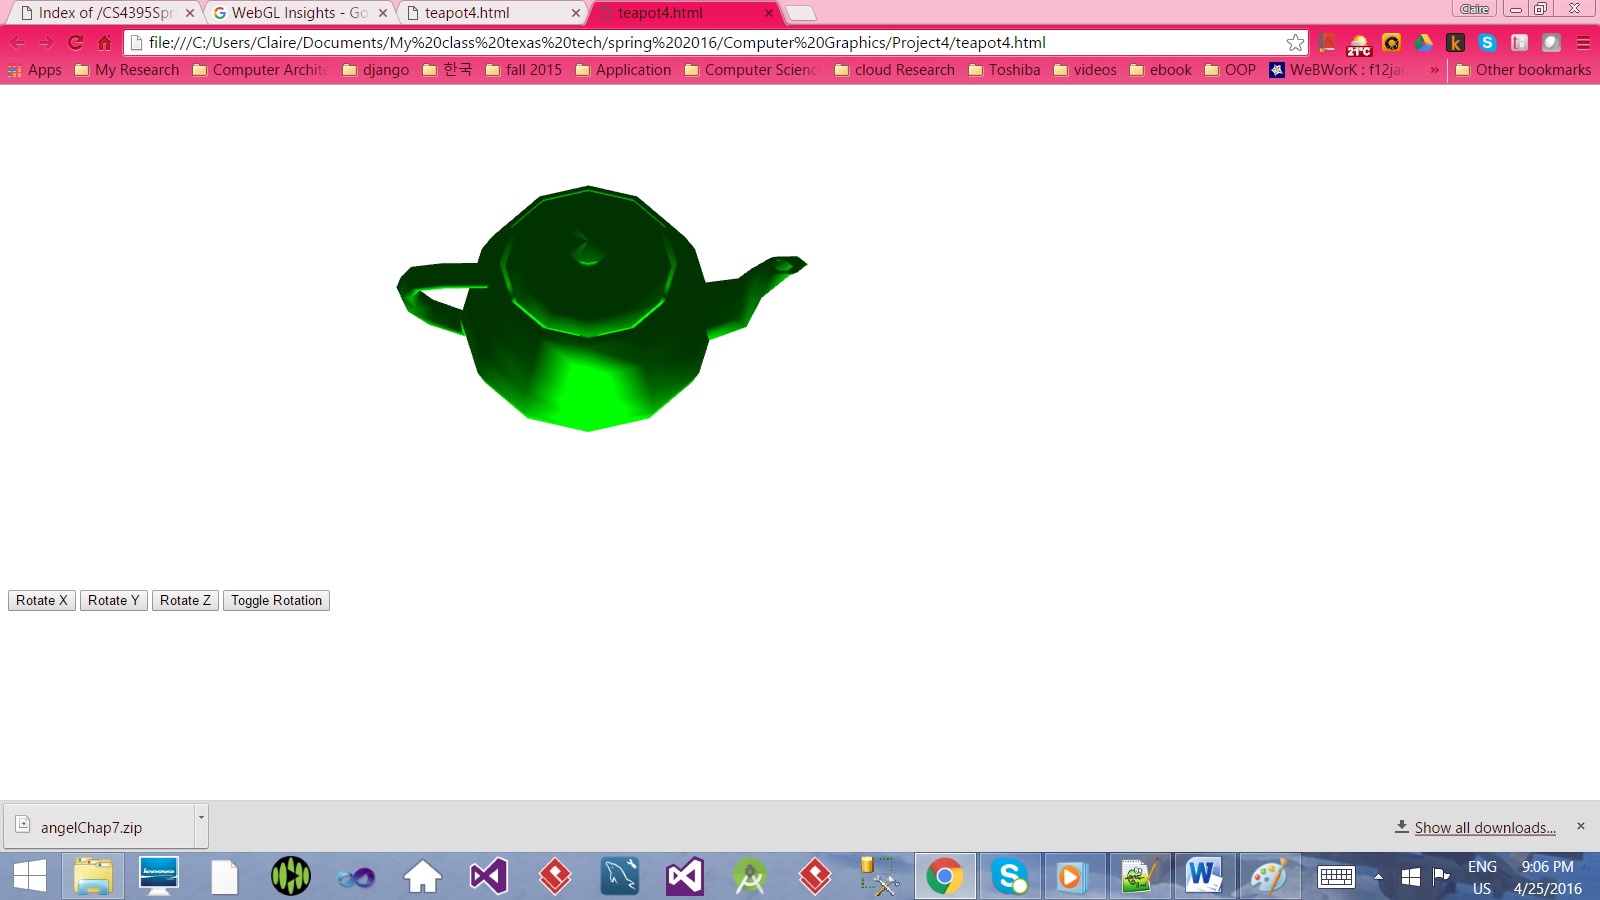 Index of /CS4395Spr
WebGL Insights - Go
teapot4.html
teapot4.html
Claire
file:///C:/Users/Claire/Documents/My%20class%20texas%20tech/spring%202016/Computer%20Graphics/Project4/teapot4.html
21°C
Apps My Research Computer Archite django 한국 fall 2015 Application Computer Scienc cloud Research Toshiba videos ebook OOP WeBWorK : f12ja » Other bookmarks
Rotate X Rotate Y Rotate Z Toggle Rotation
angelChap7.zip
Show all downloads...
ENG 9:06 PM
US 4/25/2016